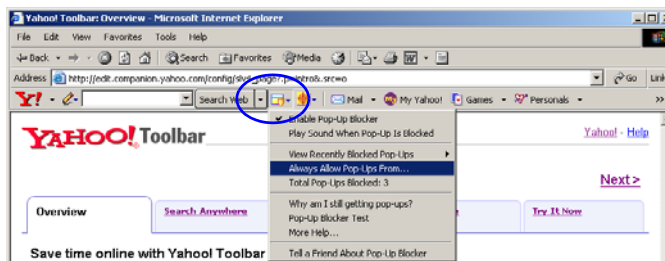 Yahoo! Toolbar: Overview - Microsoft Internet Explorer
File Edit View Favorites Tools Help
Back Search Favorites Media
Address http://edit.companion.yahoo.com/config/ Go Link
Y! Search Web Mail My Yahoo! Games Personals
Enable Pop-Up Blocker
Play Sound When Pop-Up Is Blocked
YAHOO! Toolbar Yahoo! - Help
View Recently Blocked Pop-Ups
Always Allow Pop-Ups From...
Total Pop-Ups Blocked: 3
Next >
Why am I still getting pop-ups?
Overview Search Anywhere Try It Now
Pop-Up Blocker Test
More Help...
Save time online with Yahoo! Toolbar
Tell a Friend About Pop-Up Blocker